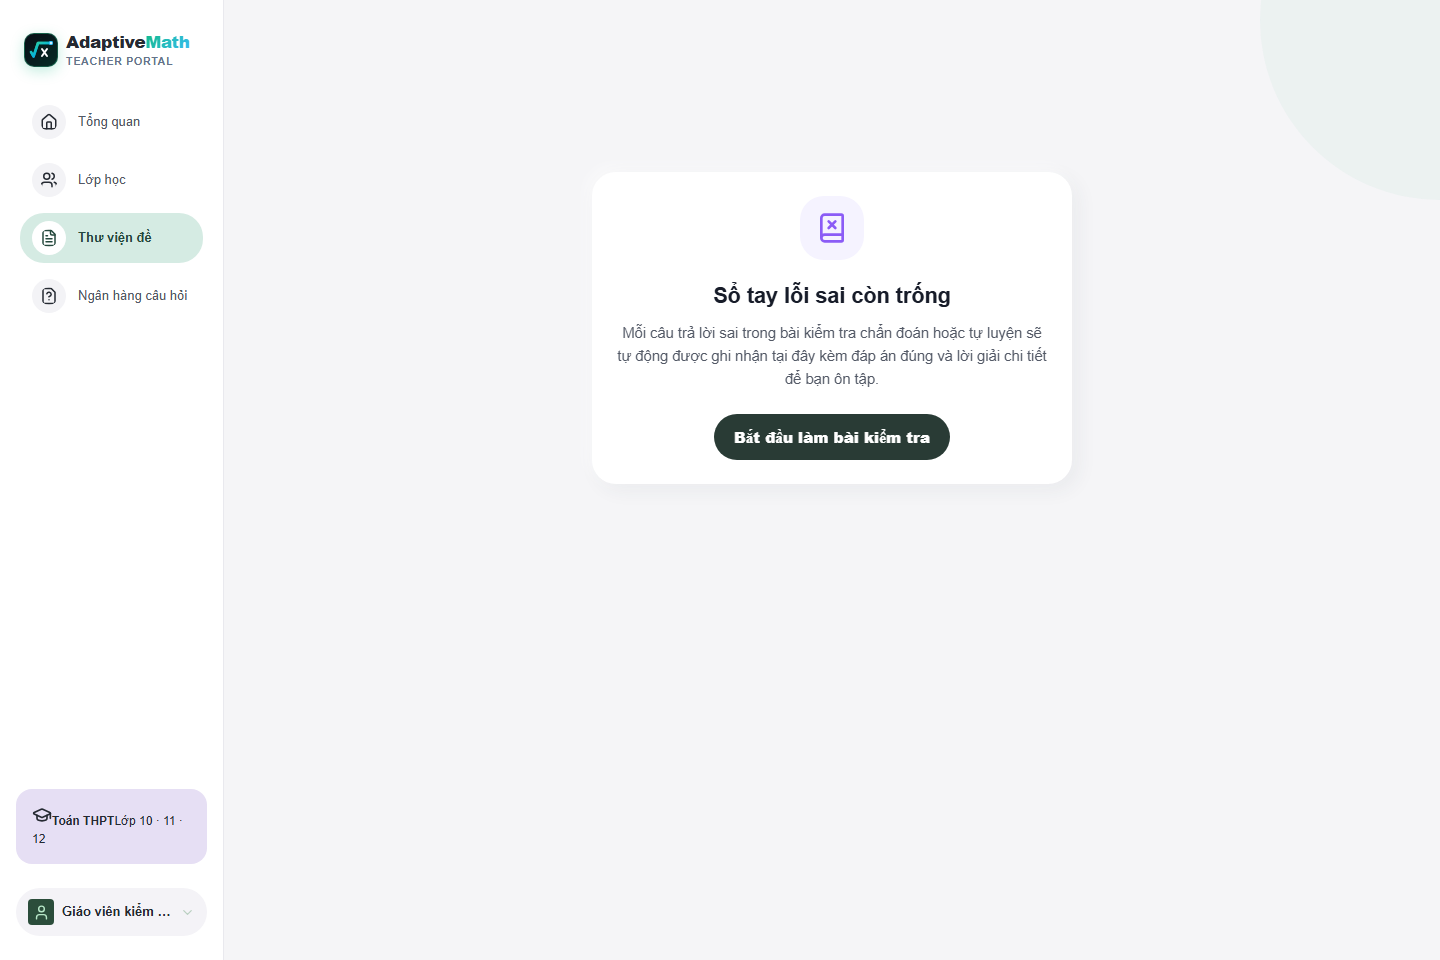 AdaptiveMath
TEACHER PORTAL
Tổng quan
Lớp học
Thư viện đề
Ngân hàng câu hỏi
Toán THPTLớp 10 · 11 ·
12
Giáo viên kiểm ...
Sổ tay lỗi sai còn trống
Mỗi câu trả lời sai trong bài kiểm tra chẩn đoán hoặc tự luyện sẽ
tự động được ghi nhận tại đây kèm đáp án đúng và lời giải chi tiết
để bạn ôn tập.
Bắt đầu làm bài kiểm tra